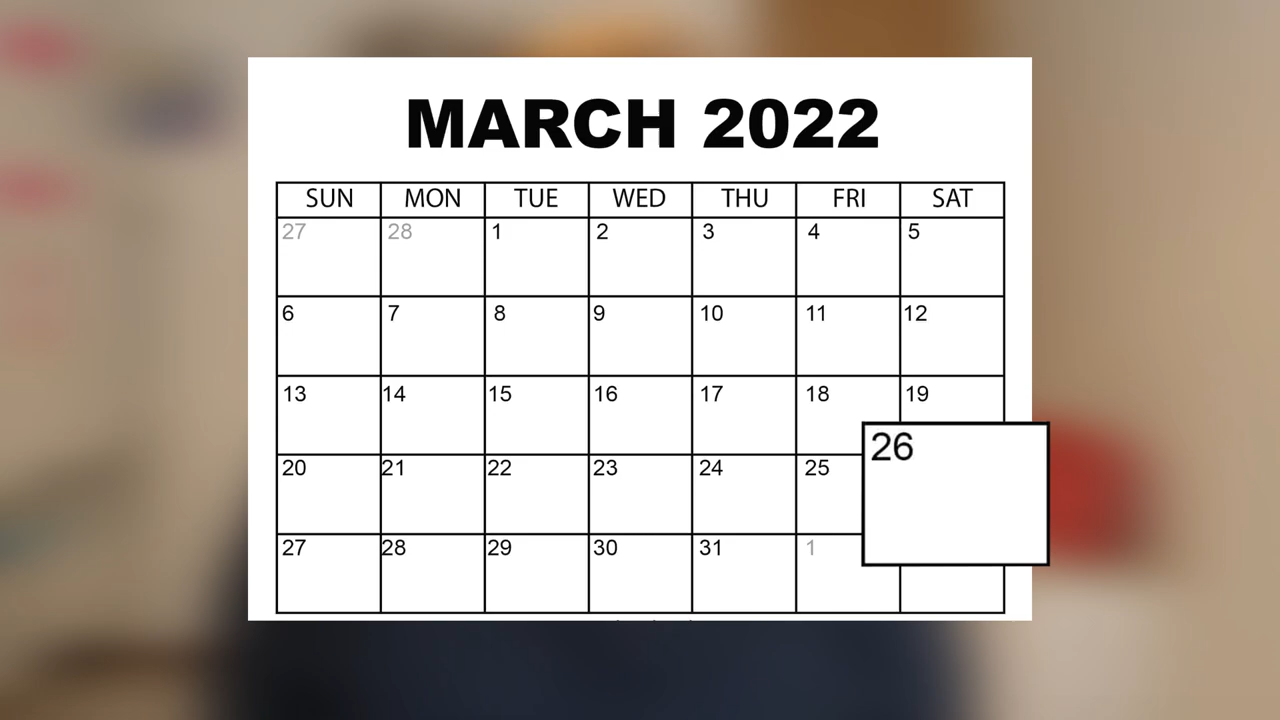 MARCH 2022
SUN MON TUE WED THU FRI SAT
27 28 1 2 3 4 5
6 7 8 9 10 11 12
13 14 15 16 17 18 19
20 21 22 23 24 25 26
27 28 29 30 31 1